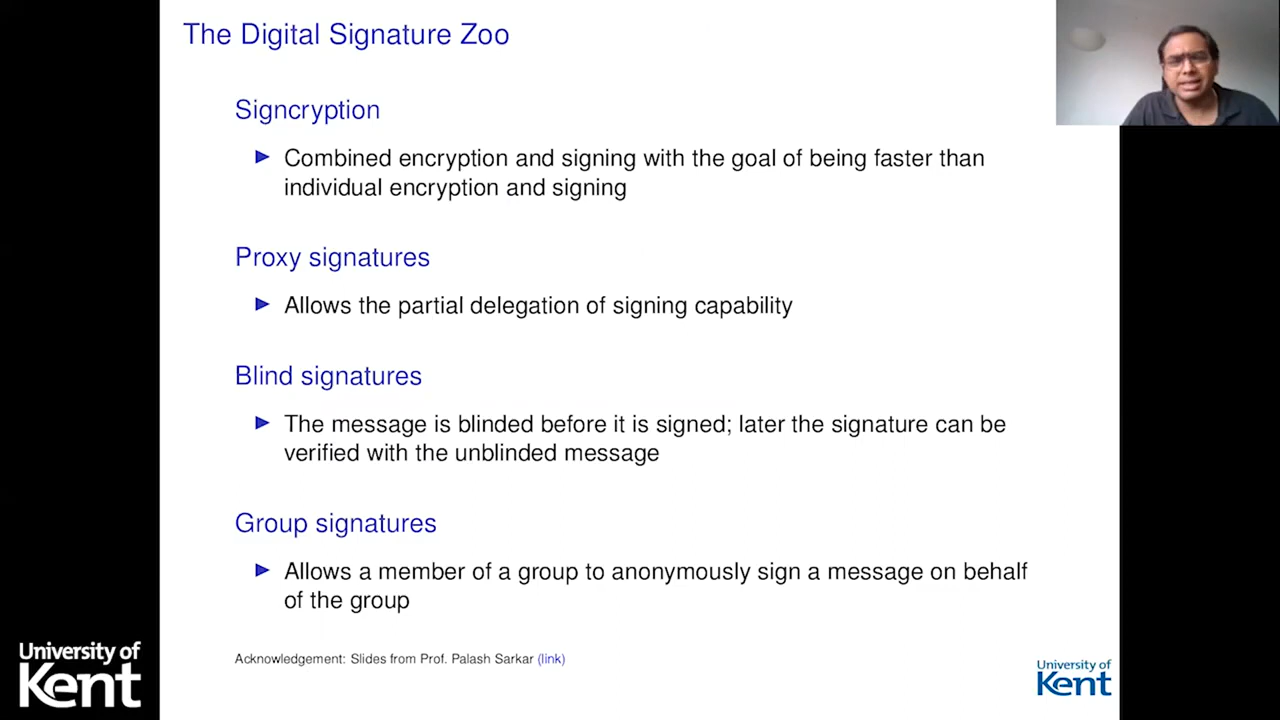 The Digital Signature Zoo
Signcryption
Combined encryption and signing with the goal of being faster than
individual encryption and signing
Proxy signatures
Allows the partial delegation of signing capability
Blind signatures
The message is blinded before it is signed; later the signature can be
verified with the unblinded message
Group signatures
Allows a member of a group to anonymously sign a message on behalf
of the group
Acknowledgement: Slides from Prof. Palash Sarkar (link)
University of
Kent
University of
Kent